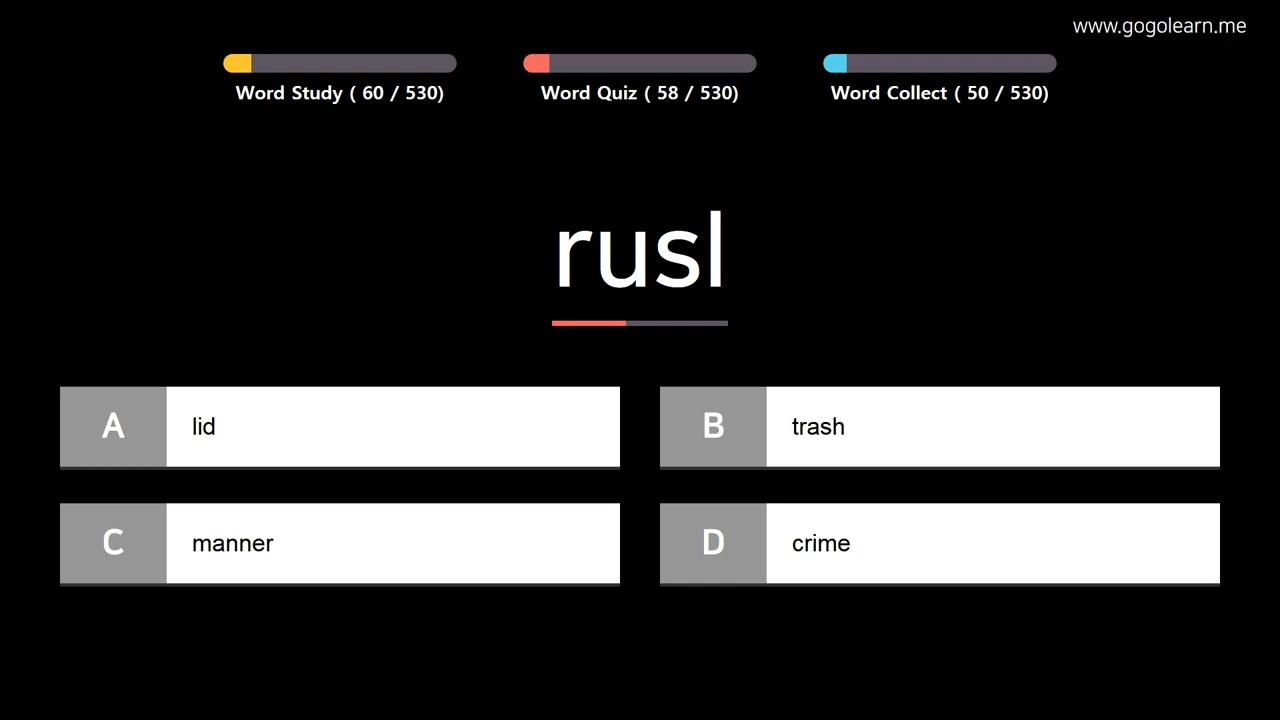 www.gogolearn.me
Word Study ( 60 / 530)
Word Quiz ( 58 / 530)
Word Collect ( 50 / 530)
rusl
A lid
B trash
C manner
D crime